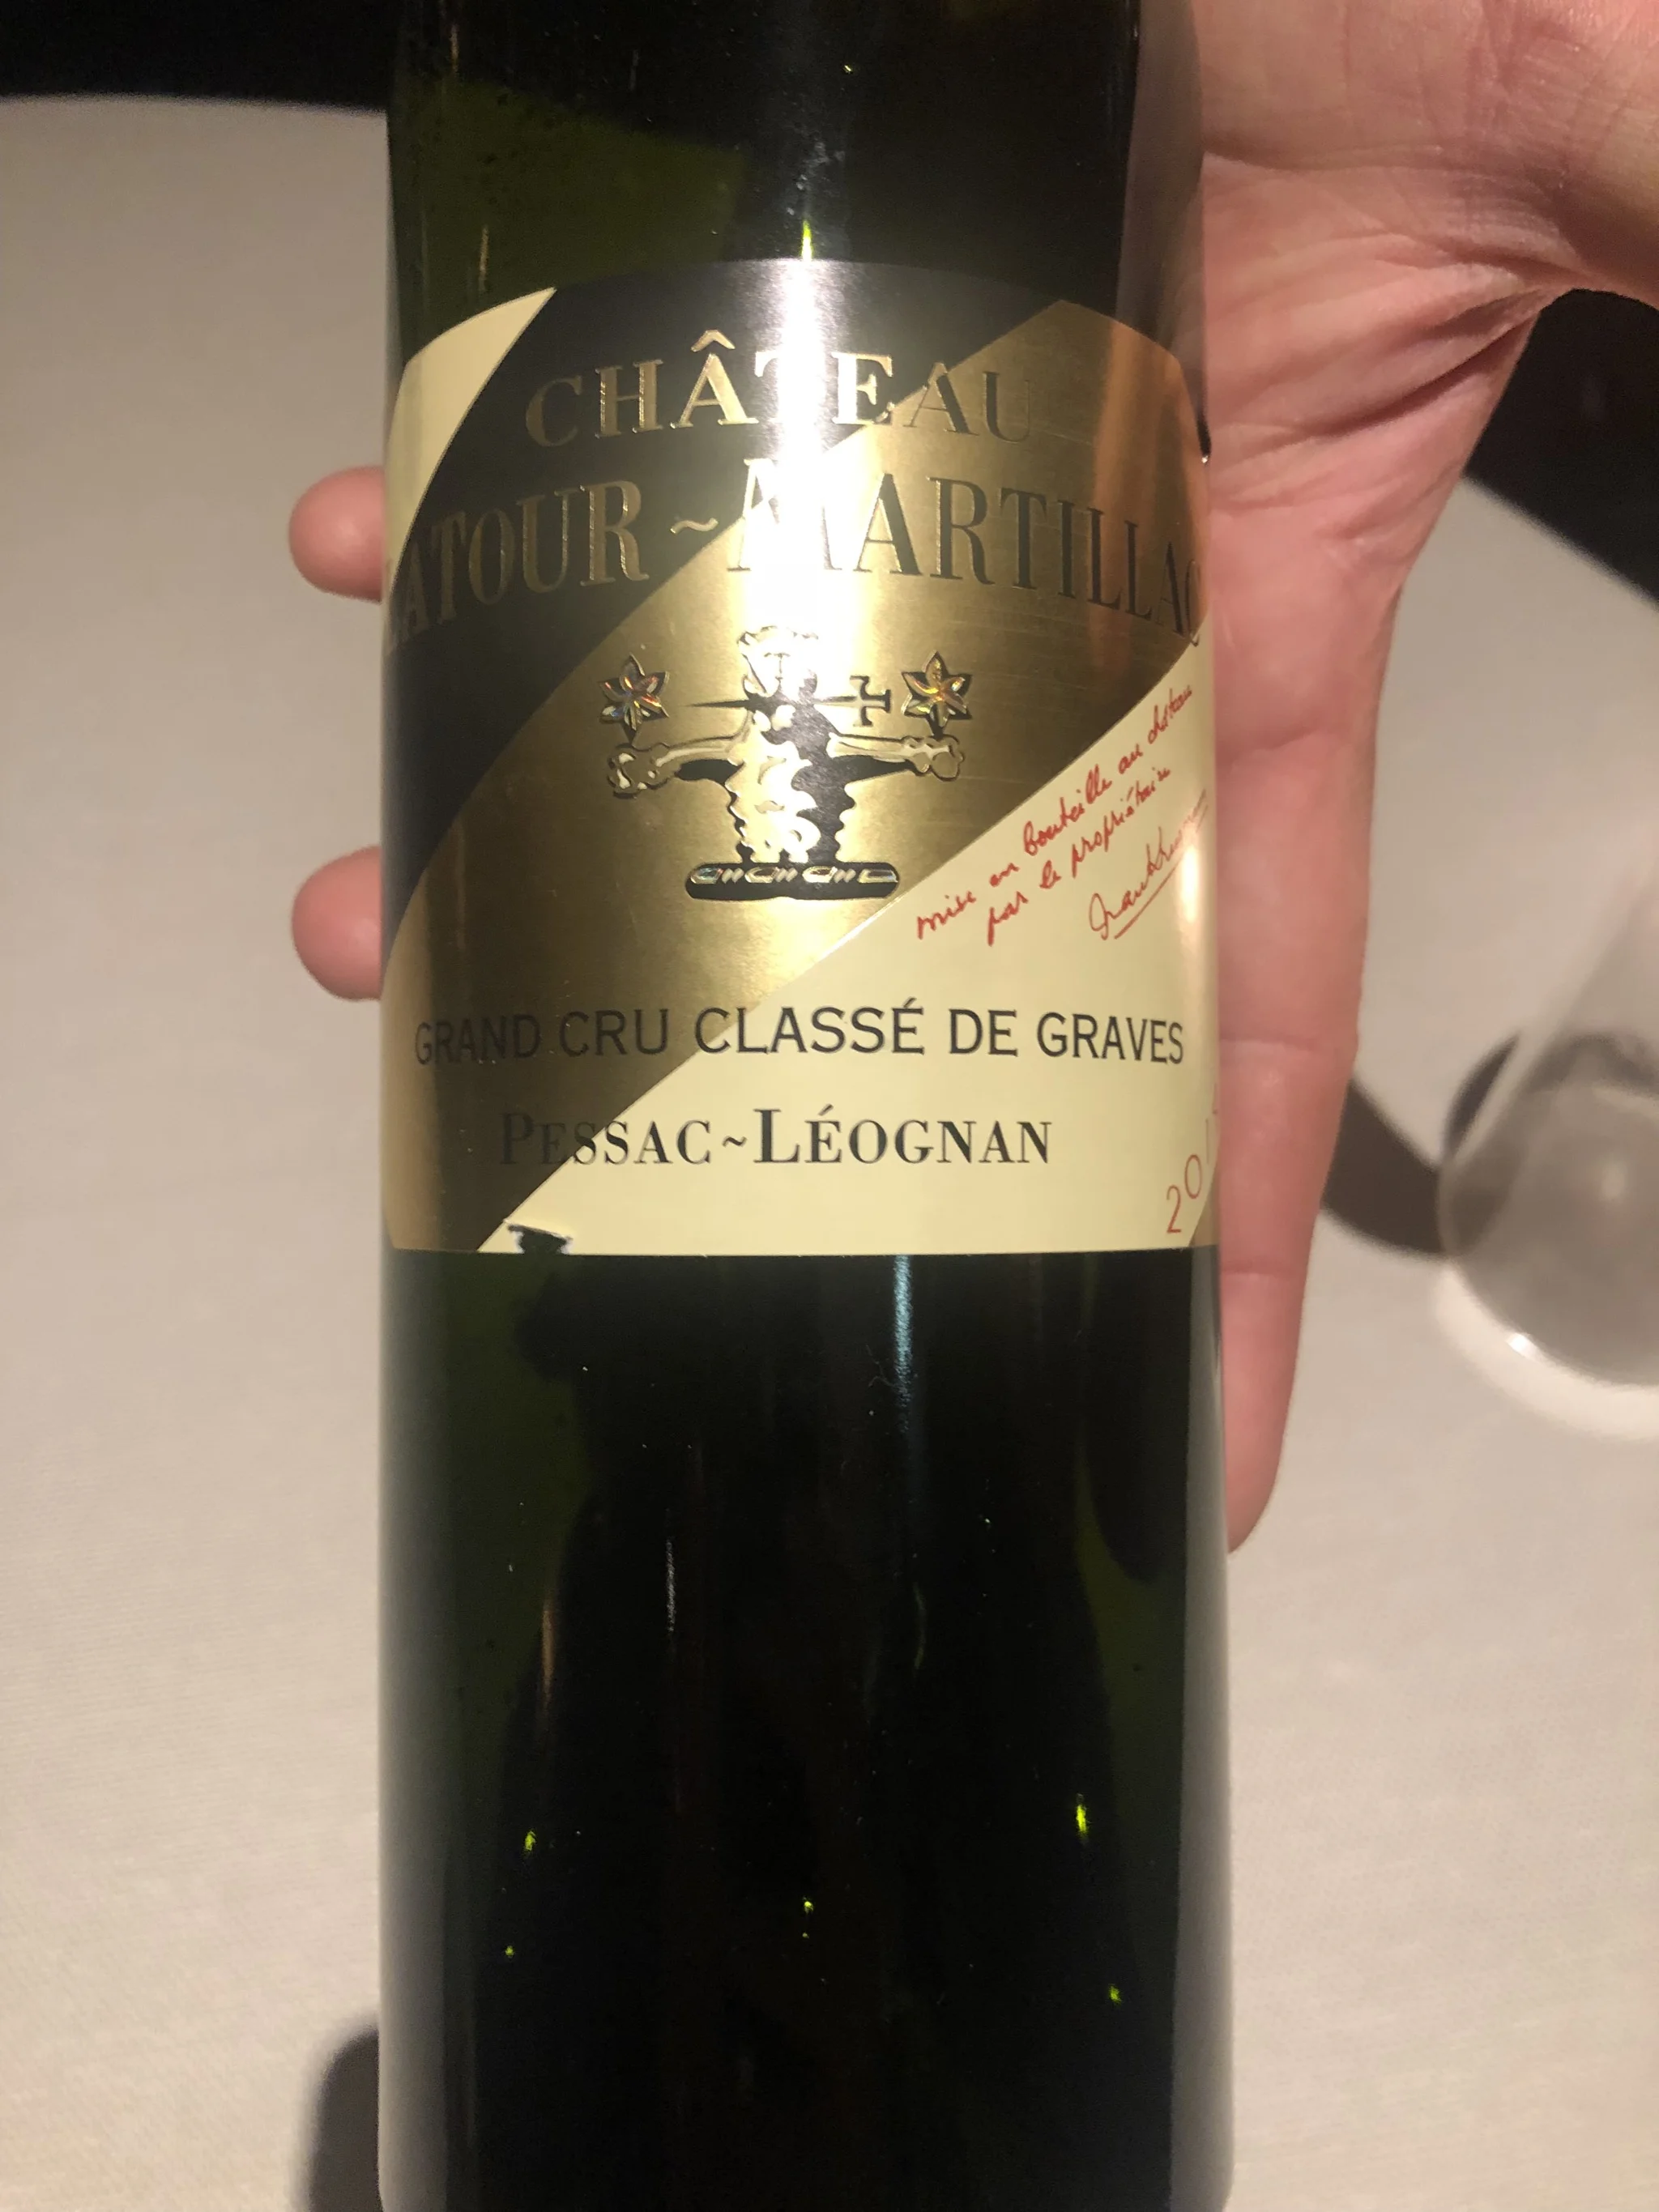 CHÂTEAU
LATOUR~MARTILLAC
mise en bouteille au château
par le propriétaire
GRAND CRU CLASSÉ DE GRAVES
PESSAC~LÉOGNAN